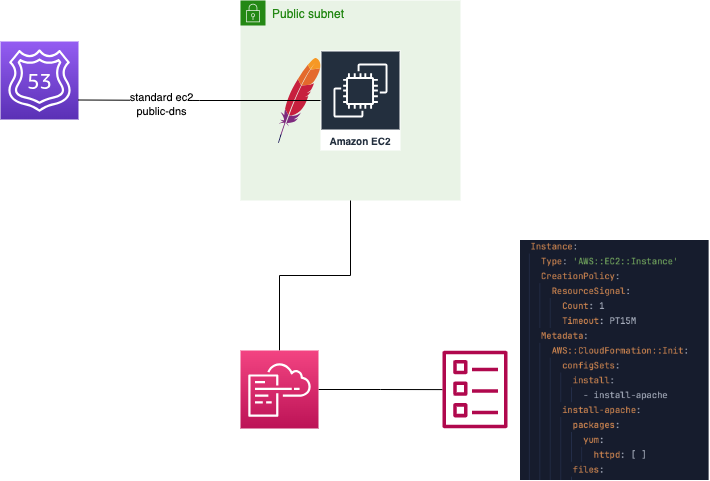 Public subnet
53
standard ec2
public-dns
Amazon EC2
Instance:
Type: 'AWS::EC2::Instance'
CreationPolicy:
ResourceSignal:
Count: 1
Timeout: PT15M
Metadata:
AWS::CloudFormation::Init:
configSets:
install:
- install-apache
install-apache:
packages:
yum:
httpd: [ ]
files: